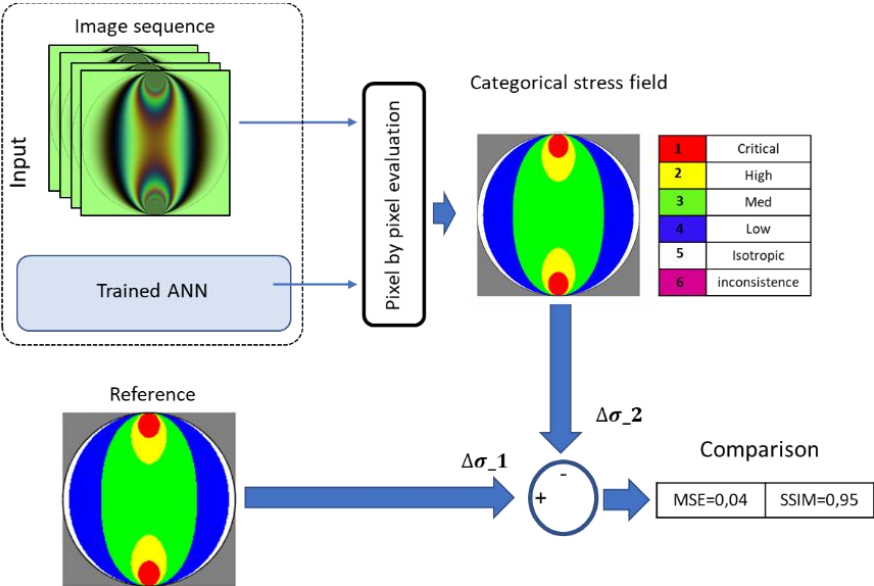 Image sequence
Input
Trained ANN
Pixel by pixel evaluation
Categorical stress field
1 Critical
2 High
3 Med
4 Low
5 Isotropic
6 inconsistence
Reference
Δσ_1
Δσ_2
+
-
Comparison
MSE=0,04 SSIM=0,95